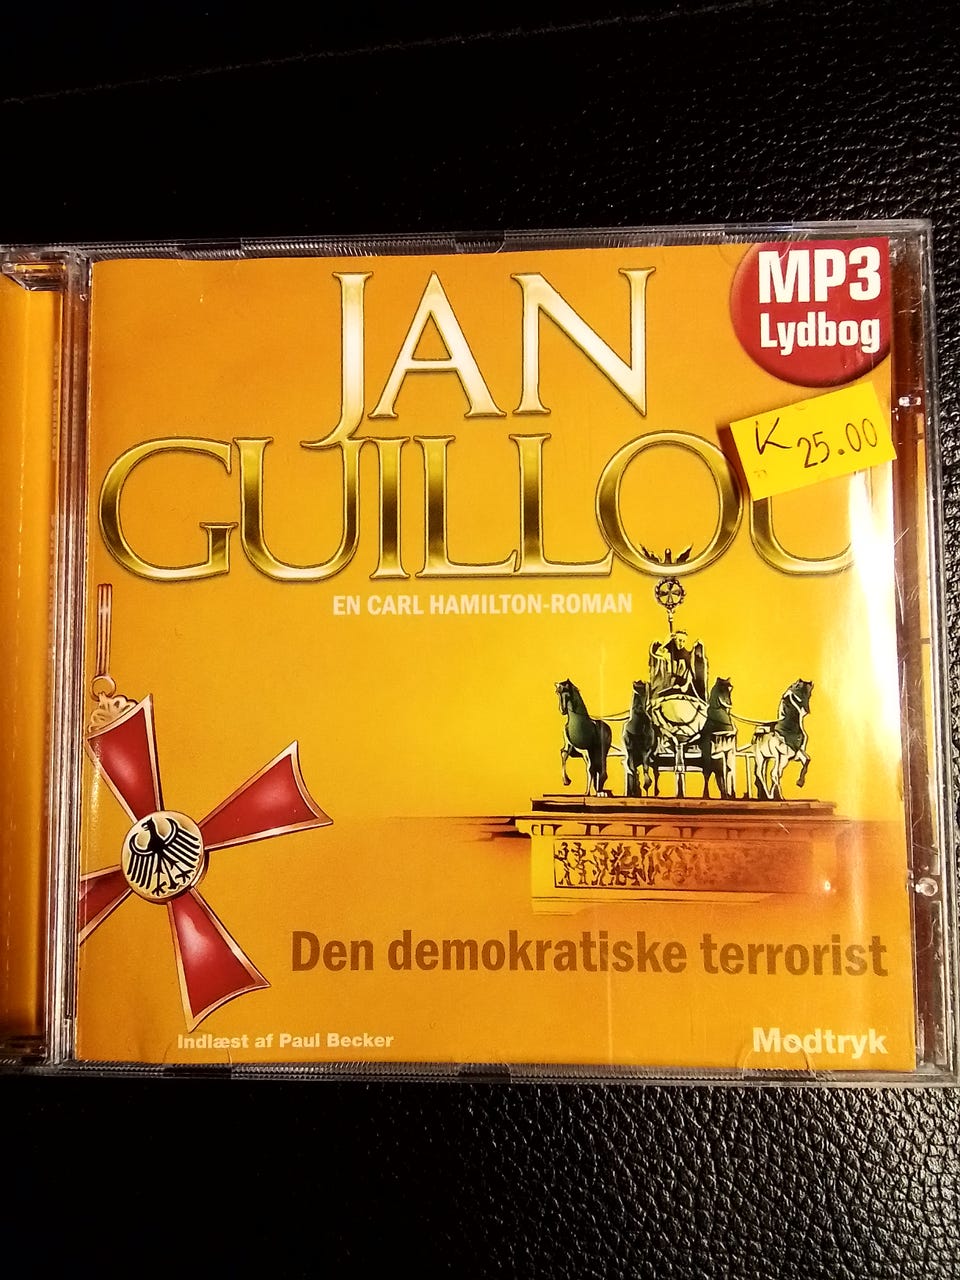 MP3
Lydbog
JAN
GUILLOU
K 25.00
EN CARL HAMILTON-ROMAN
Den demokratiske terrorist
Indlæst af Paul Becker
Modtryk